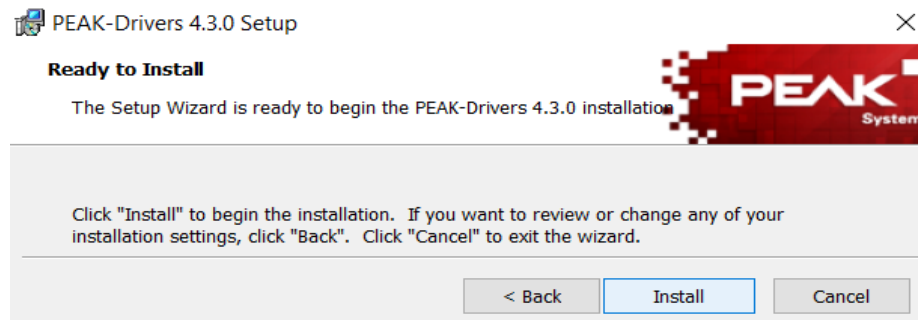 PEAK-Drivers 4.3.0 Setup
Ready to Install
The Setup Wizard is ready to begin the PEAK-Drivers 4.3.0 installation
PEAK
System
Click "Install" to begin the installation. If you want to review or change any of your
installation settings, click "Back". Click "Cancel" to exit the wizard.
< Back
Install
Cancel